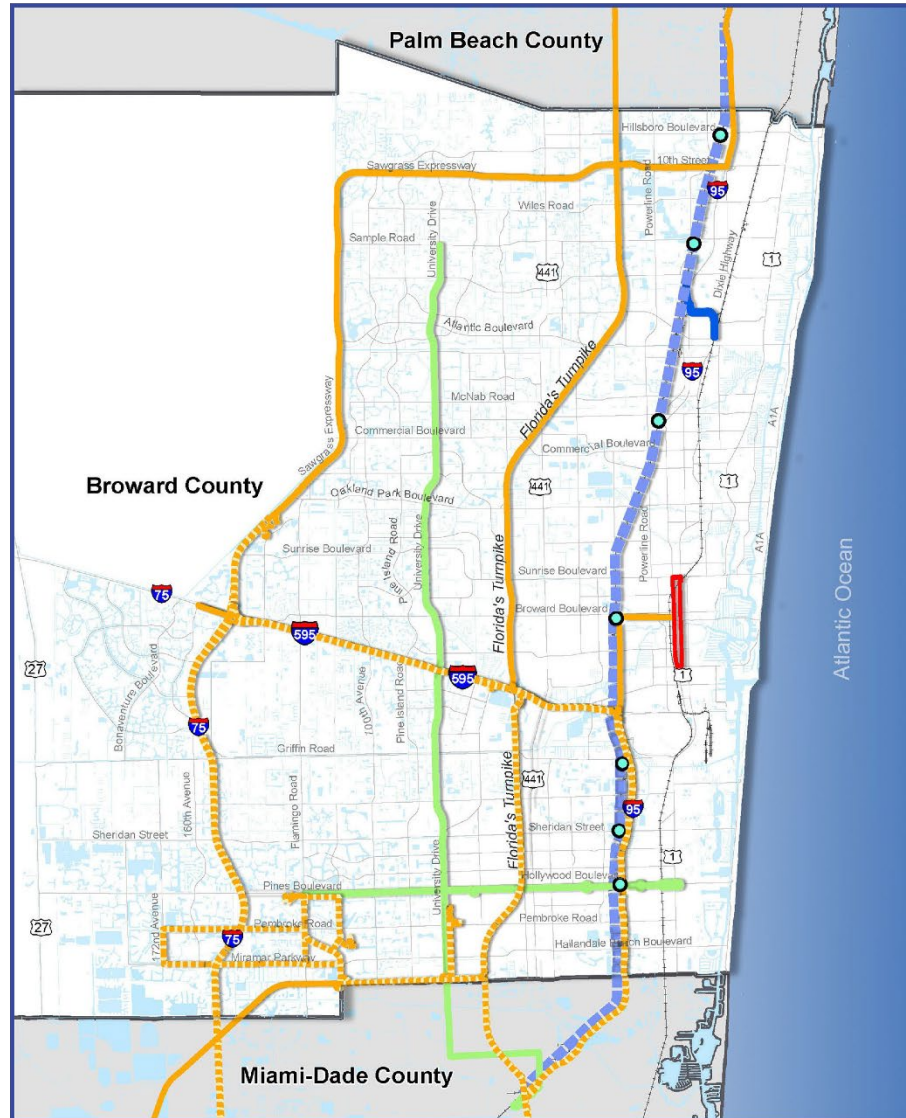 Palm Beach County
Hillsboro Boulevard
10th Street
Sawgrass Expressway
Powerline Road
95
Wiles Road
University Drive
Sample Road
441
1
Dixie Highway
Atlantic Boulevard
Florida's Turnpike
95
McNab Road
Commercial Boulevard
Commercial Boulevard
A1A
Sawgrass Expressway
Broward County
Oakland Park Boulevard
441
1
Pine Island Road
University Drive
Powerline Road
Sunrise Boulevard
Sunrise Boulevard
A1A
75
Broward Boulevard
Florida's Turnpike
595
Atlantic Ocean
27
Bonaventure Boulevard
595
1
100th Avenue
Pine Island Road
75
Griffin Road
441
Florida's Turnpike
160th Avenue
Flamingo Road
95
Sheridan Street
Sheridan Street
1
University Drive
Hollywood Boulevard
Pines Boulevard
27
172nd Avenue
Pembroke Road
Pembroke Road
75
Miramar Parkway
Hallandale Beach Boulevard
Miami-Dade County